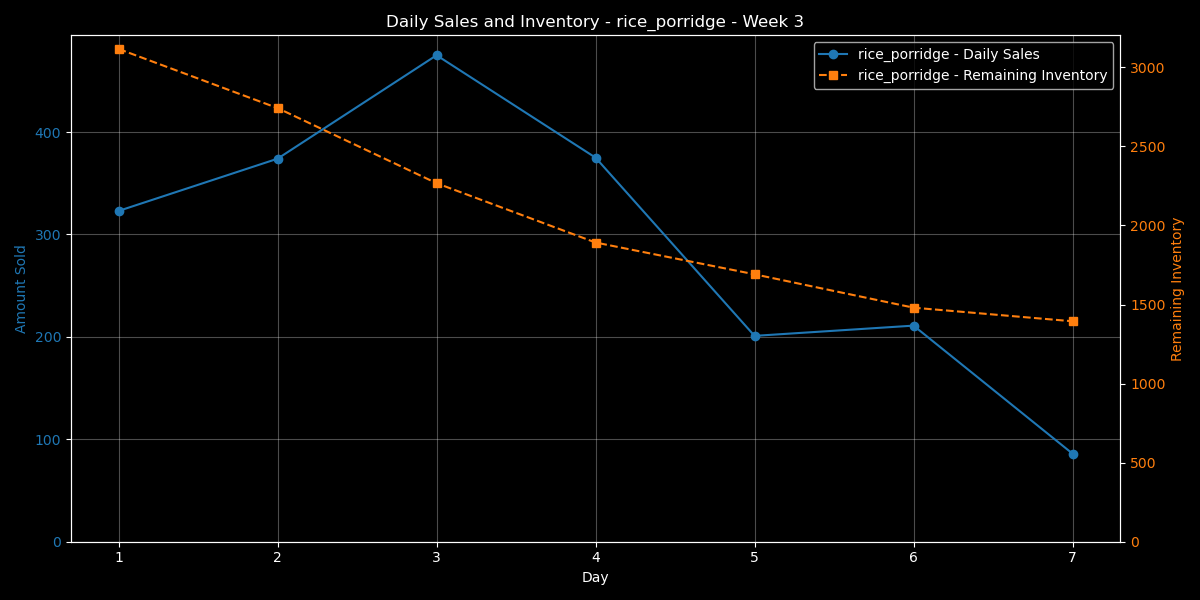 Daily Sales and Inventory - rice_porridge - Week 3
rice_porridge - Daily Sales
rice_porridge - Remaining Inventory
Amount Sold
400
300
200
100
0
3000
2500
2000
1500
1000
500
0
Remaining Inventory
1 2 3 4 5 6 7
Day